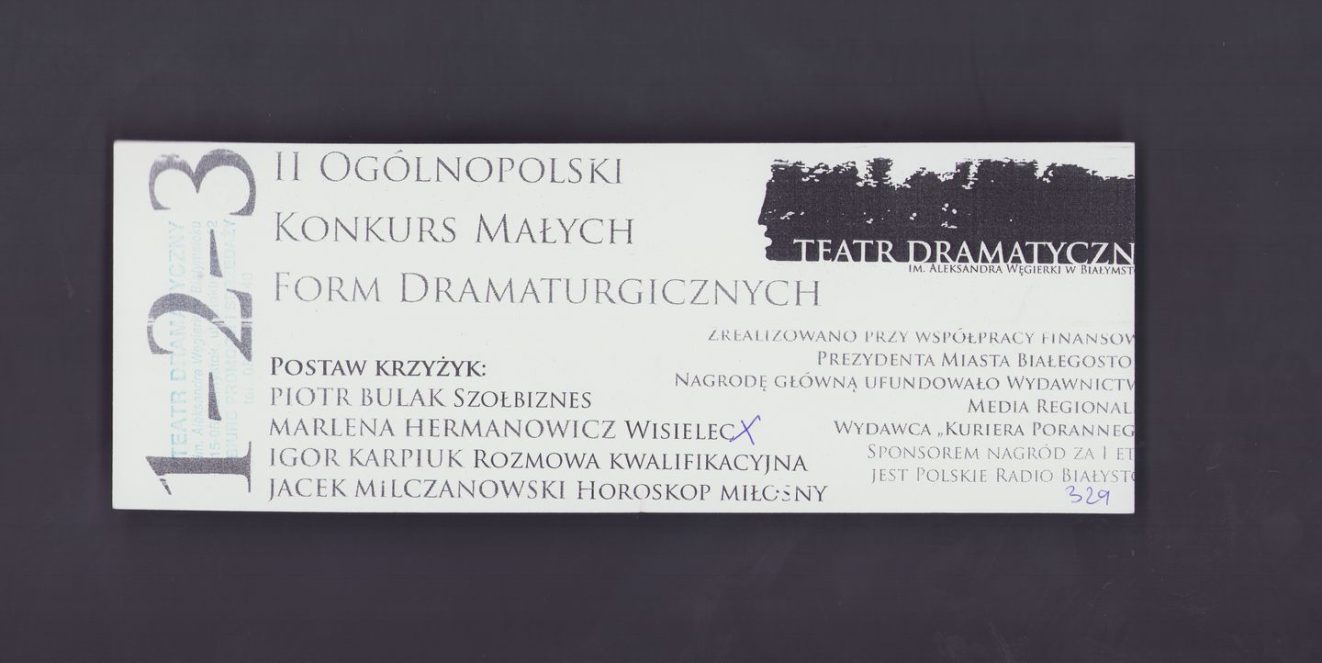 1-2-3
II OGÓLNOPOLSKI
KONKURS MAŁYCH
FORM DRAMATURGICZNYCH
TEATR DRAMATYCZN
IM. ALEKSANDRA WĘGIERKI W BIAŁYMST
ZREALIZOWANO PRZY WSPÓŁPRACY FINANSOW
PREZYDENTA MIASTA BIAŁEGOSTO
NAGRODĘ GŁÓWNĄ UFUNDOWAŁO WYDAWNICTW
MEDIA REGIONAL
WYDAWCA „KURIERA PORANNEG
SPONSOREM NAGRÓD ZA I ET
JEST POLSKIE RADIO BIAŁYSTO
329
POSTAW KRZYŻYK:
PIOTR BULAK SZOŁBIZNES
MARLENA HERMANOWICZ WISIELEC X
IGOR KARPIUK ROZMOWA KWALIFIKACYJNA
JACEK MILCZANOWSKI HOROSKOP MIŁOSNY
TEATR DRAMATYCZNY
im. Aleksandra Węgierki